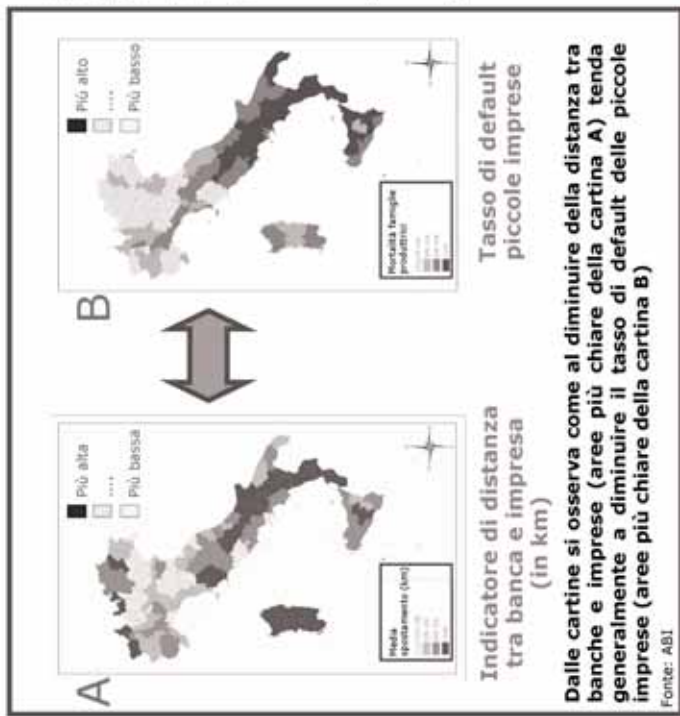 A
Più alta
....
Più bassa
Media
spostamento (km)
Indicatore di distanza
tra banca e impresa
(in km)
B
Più alto
....
Più basso
Mortalità famiglie
produttrici
Tasso di default
piccole imprese
Dalle cartine si osserva come al diminuire della distanza tra
banche e imprese (aree più chiare della cartina A) tenda
generalmente a diminuire il tasso di default delle piccole
imprese (aree più chiare della cartina B)
Fonte: ABI